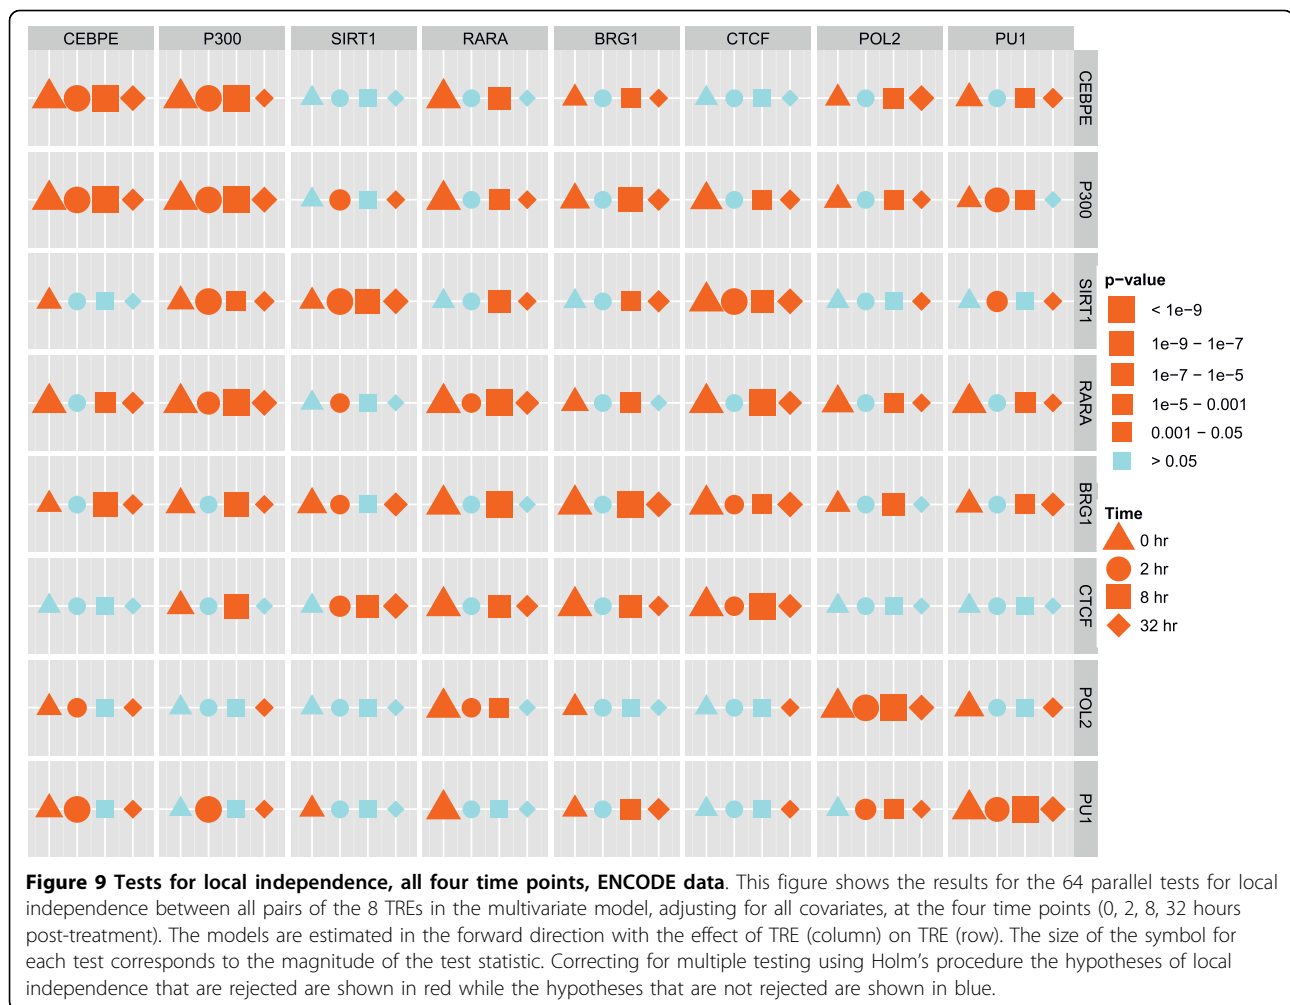 CEBPE P300 SIRT1 RARA BRG1 CTCF POL2 PU1
CEBPE
P300
SIRT1
RARA
BRG1
CTCF
POL2
PU1
p−value
< 1e−9
1e−9 − 1e−7
1e−7 − 1e−5
1e−5 − 0.001
0.001 − 0.05
> 0.05
Time
0 hr
2 hr
8 hr
32 hr
Figure 9 Tests for local independence, all four time points, ENCODE data. This figure shows the results for the 64 parallel tests for local
independence between all pairs of the 8 TREs in the multivariate model, adjusting for all covariates, at the four time points (0, 2, 8, 32 hours
post-treatment). The models are estimated in the forward direction with the effect of TRE (column) on TRE (row). The size of the symbol for
each test corresponds to the magnitude of the test statistic. Correcting for multiple testing using Holm's procedure the hypotheses of local
independence that are rejected are shown in red while the hypotheses that are not rejected are shown in blue.